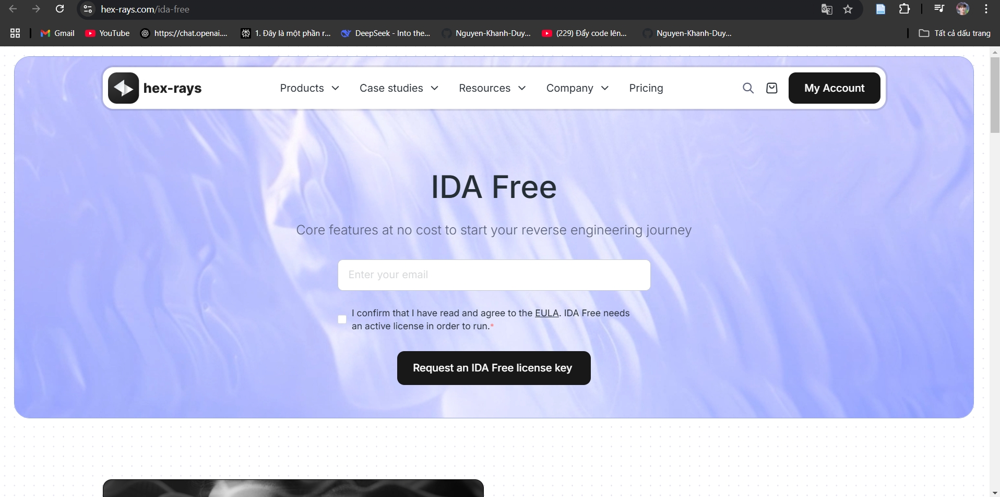 hex-rays.com/ida-free
Gmail
YouTube
https://chat.openai....
1. Đây là một phần r...
DeepSeek - Into the...
Nguyen-Khanh-Duy...
(229) Đẩy code lên...
Nguyen-Khanh-Duy...
Tất cả dấu trang
hex-rays
Products
Case studies
Resources
Company
Pricing
My Account
IDA Free
Core features at no cost to start your reverse engineering journey
Enter your email
I confirm that I have read and agree to the EULA. IDA Free needs
an active license in order to run.*
Request an IDA Free license key